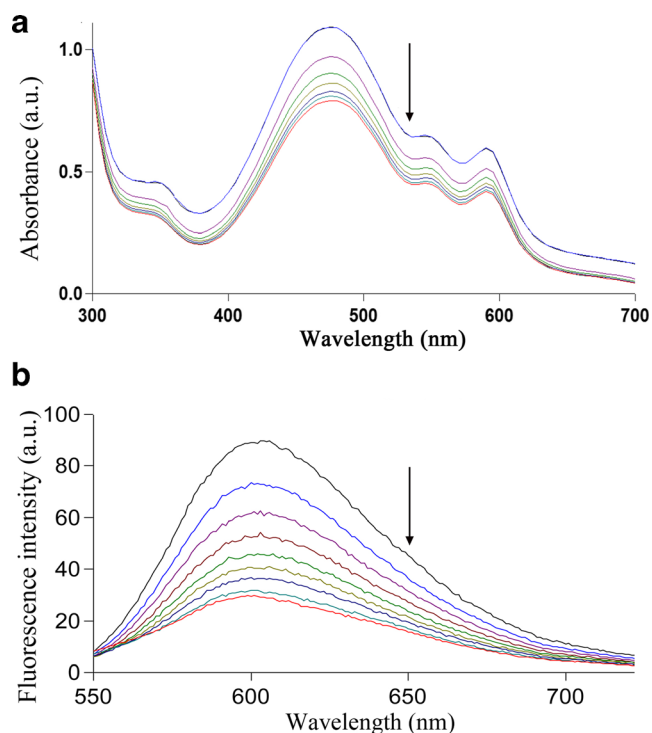 a
Absorbance (a.u.)
1.0
0.5
0.0
300 400 500 600 700
Wavelength (nm)
b
Fluorescence intensity (a.u.)
100
80
60
40
20
0
550 600 650 700
Wavelength (nm)